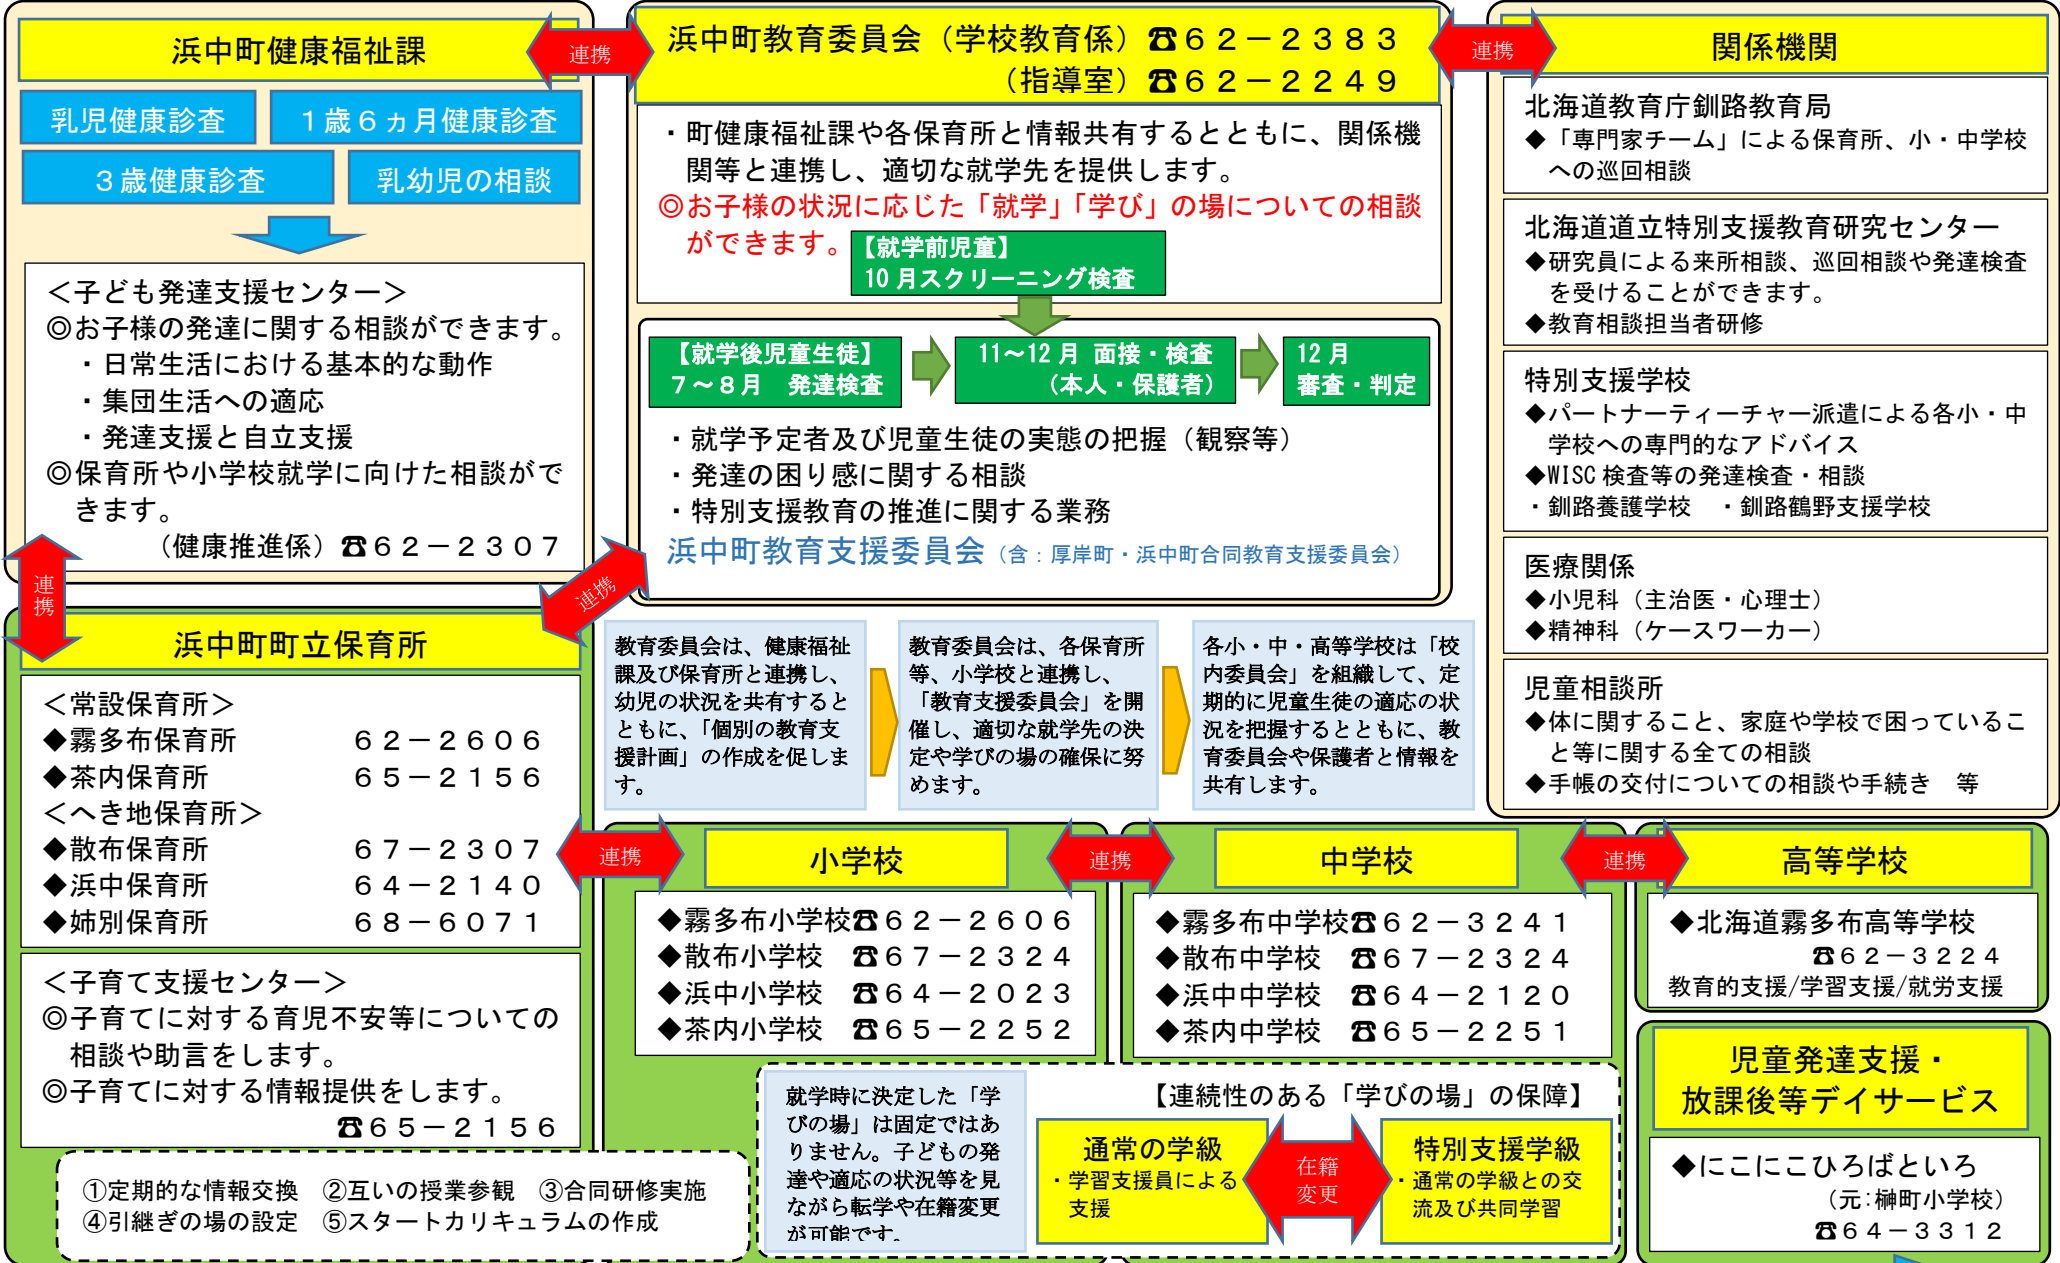 浜中町健康福祉課
連携
乳児健康診査
１歳６ヵ月健康診査
３歳健康診査
乳幼児の相談
＜子ども発達支援センター＞
◎お子様の発達に関する相談ができます。
・日常生活における基本的な動作
・集団生活への適応
・発達支援と自立支援
◎保育所や小学校就学に向けた相談がで
きます。
（健康推進係）☎６２－２３０７
浜中町教育委員会（学校教育係）☎６２－２３８３
（指導室）☎６２－２２４９
連携
・町健康福祉課や各保育所と情報共有するとともに、関係機
関等と連携し、適切な就学先を提供します。
◎お子様の状況に応じた「就学」「学び」の場についての相談
ができます。
【就学前児童】
10月スクリーニング検査
【就学後児童生徒】
７～８月　発達検査
11～12月 面接・検査
（本人・保護者）
12月
審査・判定
・就学予定者及び児童生徒の実態の把握（観察等）
・発達の困り感に関する相談
・特別支援教育の推進に関する業務
浜中町教育支援委員会（含：厚岸町・浜中町合同教育支援委員会）
関係機関
北海道教育庁釧路教育局
◆「専門家チーム」による保育所、小・中学校
への巡回相談
北海道道立特別支援教育研究センター
◆研究員による来所相談、巡回相談や発達検査
を受けることができます。
◆教育相談担当者研修
特別支援学校
◆パートナーティーチャー派遣による各小・中
学校への専門的なアドバイス
◆WISC検査等の発達検査・相談
・釧路養護学校　・釧路鶴野支援学校
医療関係
◆小児科（主治医・心理士）
◆精神科（ケースワーカー）
児童相談所
◆体に関すること、家庭や学校で困っているこ
と等に関する全ての相談
◆手帳の交付についての相談や手続き　等
連携
連携
浜中町町立保育所
＜常設保育所＞
◆霧多布保育所　６２－２６０６
◆茶内保育所　６５－２１５６
＜へき地保育所＞
◆散布保育所　６７－２３０７
◆浜中保育所　６４－２１４０
◆姉別保育所　６８－６０７１
＜子育て支援センター＞
◎子育てに対する育児不安等についての
相談や助言をします。
◎子育てに対する情報提供をします。
☎６５－２１５６
教育委員会は、健康福祉
課及び保育所と連携し、
幼児の状況を共有すると
ともに、「個別の教育支
援計画」の作成を促しま
す。
教育委員会は、各保育所
等、小学校と連携し、
「教育支援委員会」を開
催し、適切な就学先の決
定や学びの場の確保に努
めます。
各小・中・高等学校は「校
内委員会」を組織して、定
期的に児童生徒の適応の状
況を把握するとともに、教
育委員会や保護者と情報を
共有します。
連携
小学校
◆霧多布小学校☎６２－２６０６
◆散布小学校　☎６７－２３２４
◆浜中小学校　☎６４－２０２３
◆茶内小学校　☎６５－２２５２
連携
中学校
◆霧多布中学校☎６２－３２４１
◆散布中学校　☎６７－２３２４
◆浜中中学校　☎６４－２１２０
◆茶内中学校　☎６５－２２５１
連携
高等学校
◆北海道霧多布高等学校
☎６２－３２２４
教育的支援/学習支援/就労支援
児童発達支援・
放課後等デイサービス
◆にこにこひろばといろ
（元:榊町小学校）
☎６４－３３１２
①定期的な情報交換　②互いの授業参観　③合同研修実施
④引継ぎの場の設定　⑤スタートカリキュラムの作成
就学時に決定した「学
びの場」は固定ではあ
りません。子どもの発
達や適応の状況等を見
ながら転学や在籍変更
が可能です。
【連続性のある「学びの場」の保障】
通常の学級
・学習支援員による
支援
在籍
変更
特別支援学級
・通常の学級との交
流及び共同学習